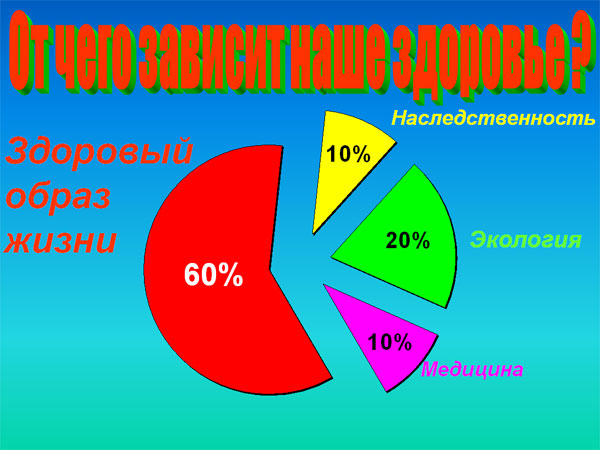 От чего зависит наше здоровье?
Наследственность
10%
Здоровый
образ
жизни
60%
20%
Экология
10%
Медицина